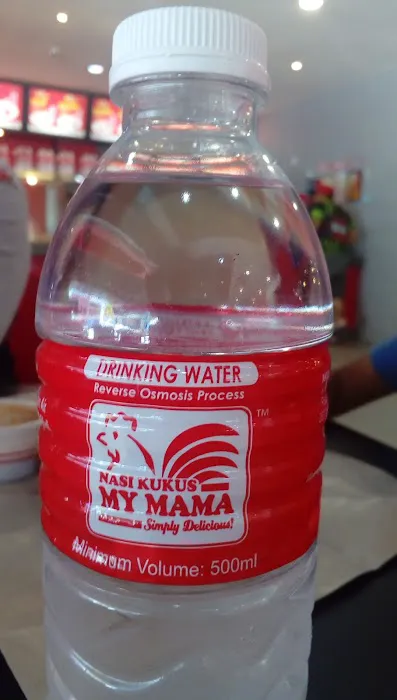 DRINKING WATER
Reverse Osmosis Process
TM
NASI KUKUS
MY MAMA
Simply Delicious!
Minimum Volume: 500ml